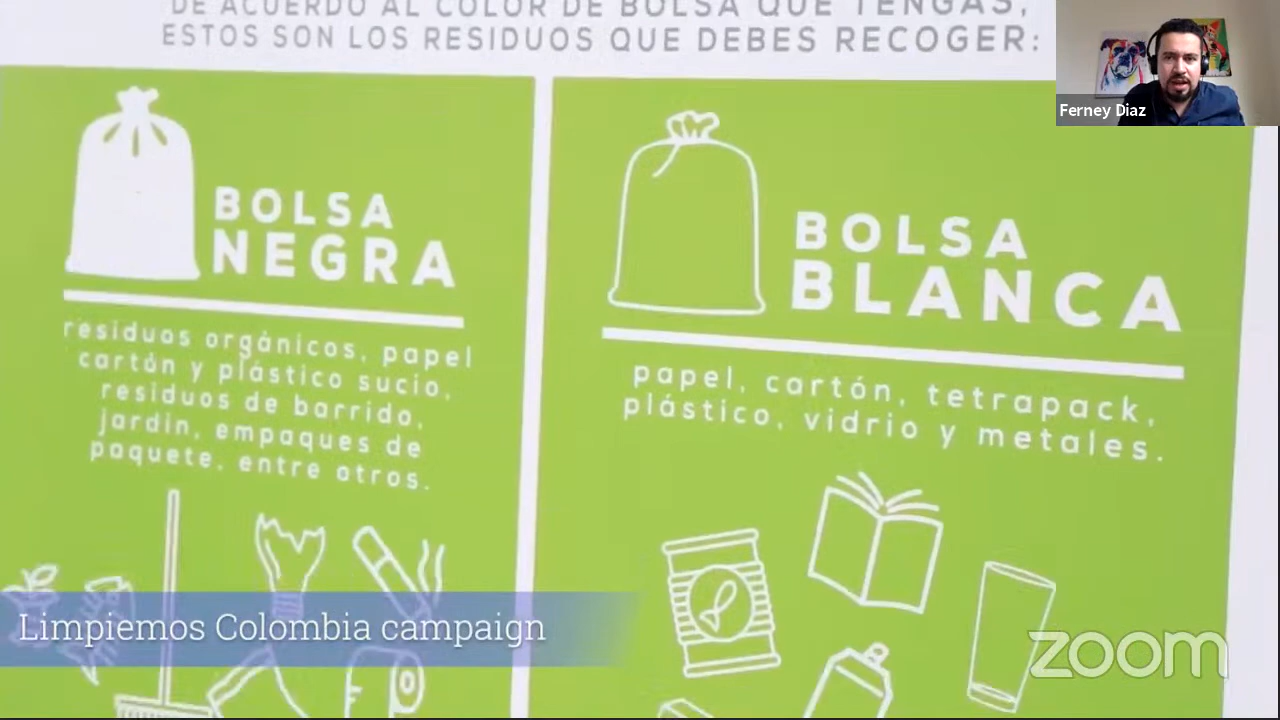 DE ACUERDO AL COLOR DE BOLSA QUE TENGAS,
ESTOS SON LOS RESIDUOS QUE DEBES RECOGER:
Ferney Diaz
BOLSA
NEGRA
residuos orgánicos, papel
cartón y plástico sucio,
residuos de barrido,
jardin, empaques de
paquete, entre otros.
BOLSA
BLANCA
papel, cartón, tetrapack,
plástico, vidrio y metales.
Limpiemos Colombia campaign
zoom